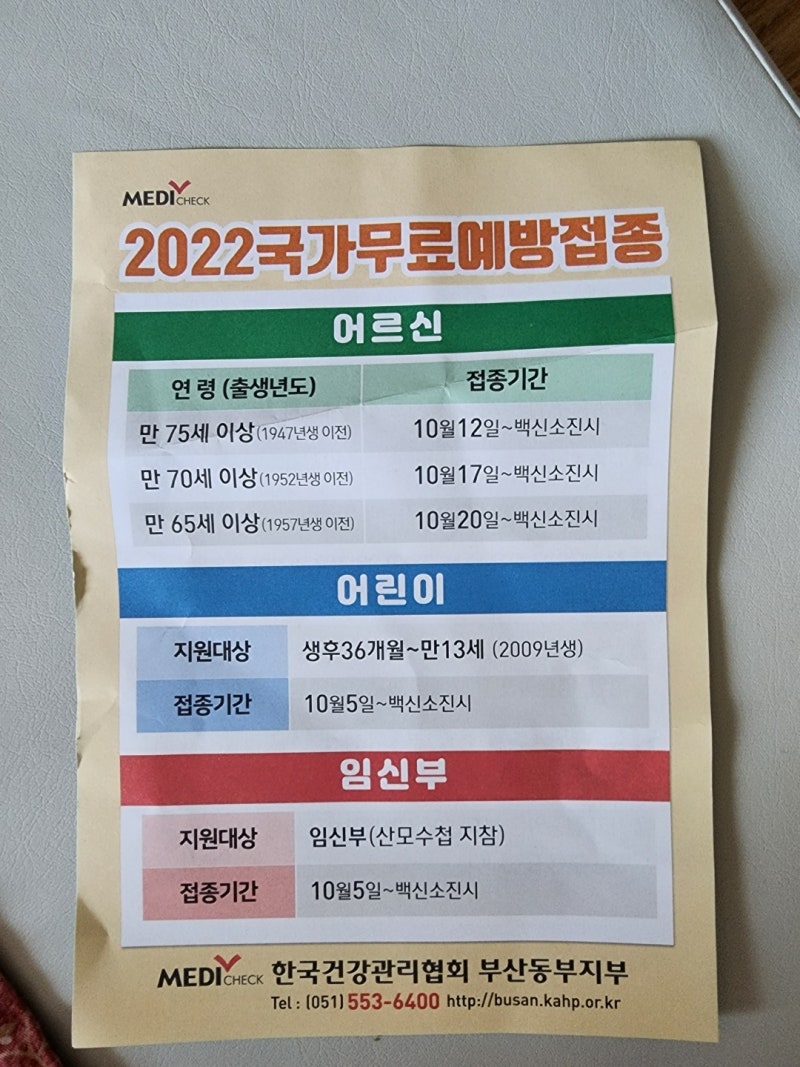 MEDI CHECK
2022국가무료예방접종
어르신
연 령 (출생년도) 접종기간
만 75세 이상(1947년생 이전) 10월12일~백신소진시
만 70세 이상(1952년생 이전) 10월17일~백신소진시
만 65세 이상(1957년생 이전) 10월20일~백신소진시
어린이
지원대상 생후36개월~만13세 (2009년생)
접종기간 10월5일~백신소진시
임신부
지원대상 임신부(산모수첩 지참)
접종기간 10월5일~백신소진시
MEDI CHECK 한국건강관리협회 부산동부지부
Tel : (051) 553-6400 http://busan.kahp.or.kr